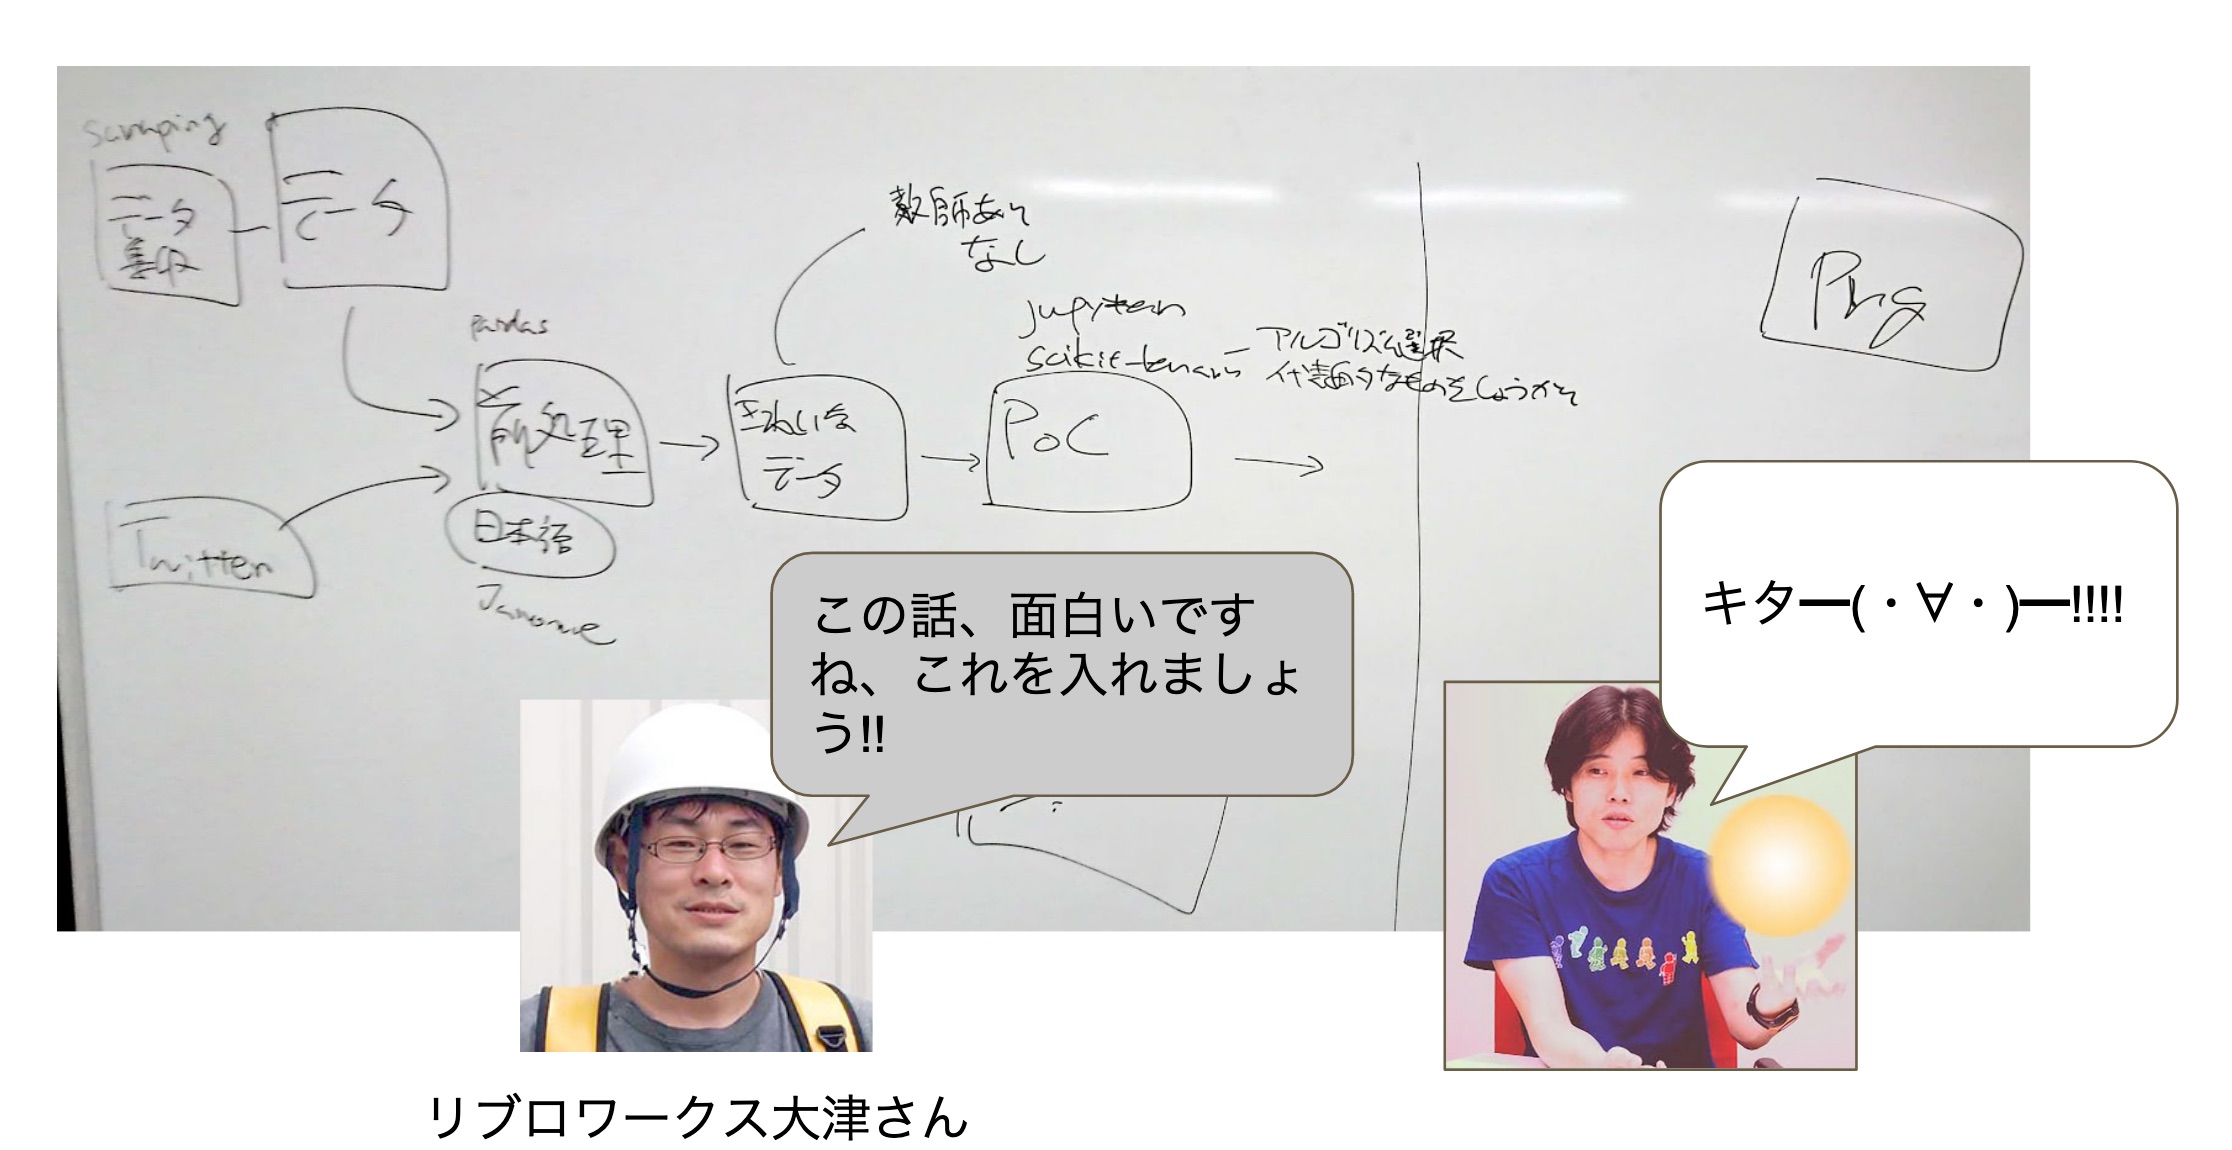 scraping
データ
収集
データ
Twitter
pandas
前処理
日本語
Janome
きれいな
データ
教師あり
なし
jupyter
scikit-learn - アルゴリズム選択
代表的なものをしょうかい
PoC
Prg
この話、面白いです
ね、これを入れましょ
う!!
キター(・∀・)ー!!!!
リブロワークス大津さん